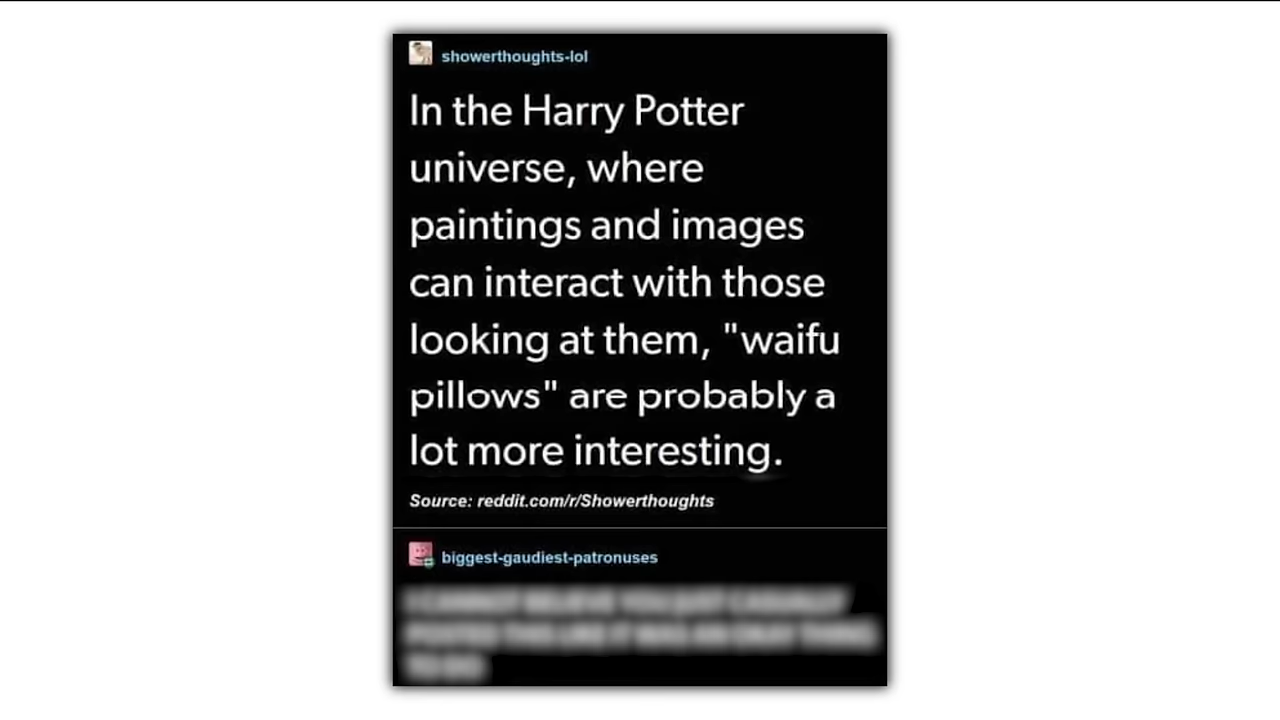 showerthoughts-lol
In the Harry Potter
universe, where
paintings and images
can interact with those
looking at them, "waifu
pillows" are probably a
lot more interesting.
Source: reddit.com/r/Showerthoughts
biggest-gaudiest-patronuses